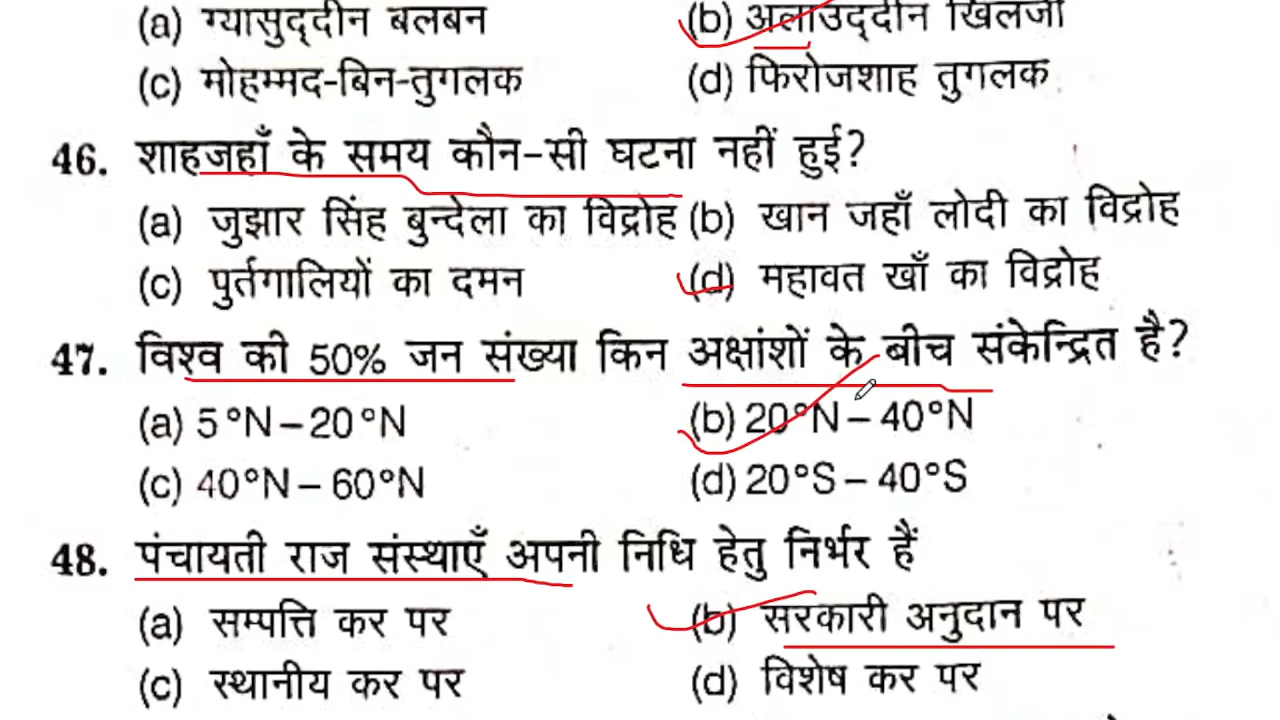 (a) ग्यासुद्दीन बलबन (b) अलाउद्दीन खिलजी
(c) मोहम्मद-बिन-तुगलक (d) फिरोजशाह तुगलक
46. शाहजहाँ के समय कौन-सी घटना नहीं हुई?
(a) जुझार सिंह बुन्देला का विद्रोह (b) खान जहाँ लोदी का विद्रोह
(c) पुर्तगालियों का दमन (d) महावत खाँ का विद्रोह
47. विश्व की 50% जन संख्या किन अक्षांशों के बीच संकेन्द्रित है?
(a) 5°N – 20°N (b) 20°N – 40°N
(c) 40°N – 60°N (d) 20°S – 40°S
48. पंचायती राज संस्थाएँ अपनी निधि हेतु निर्भर हैं
(a) सम्पत्ति कर पर (b) सरकारी अनुदान पर
(c) स्थानीय कर पर (d) विशेष कर पर